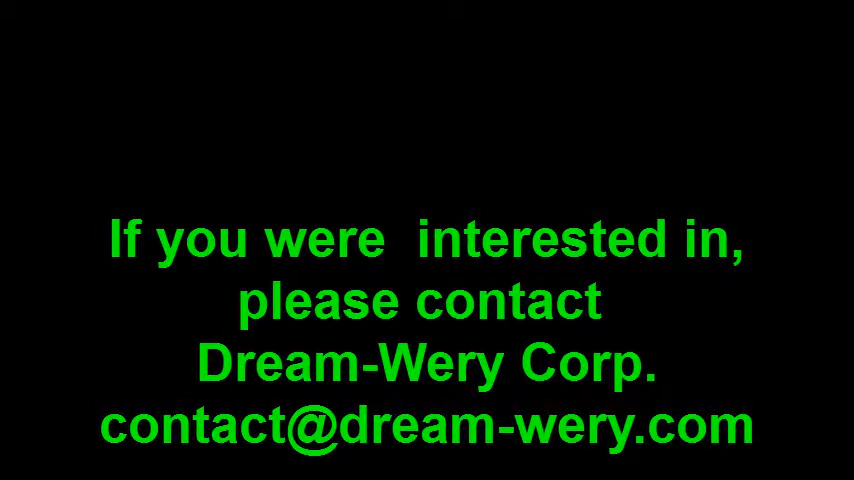 If you were  interested in,
please contact
Dream-Wery Corp.
contact@dream-wery.com